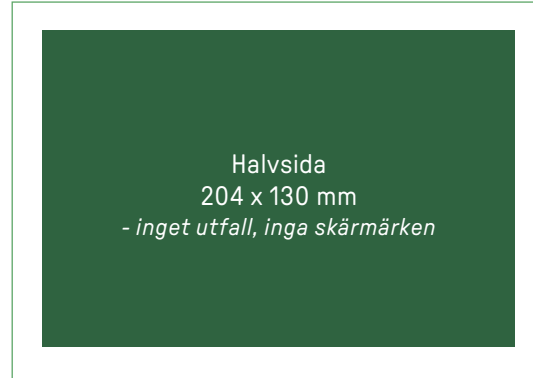 Halvsida
204 x 130 mm
- inget utfall, inga skärmärken